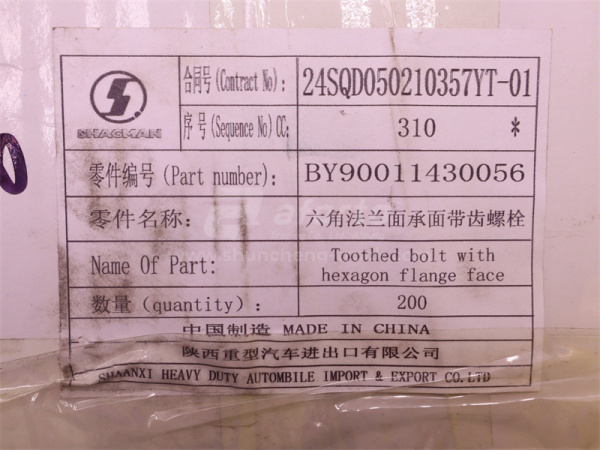 SHACMAN
合同号(Contract No): 24SQD050210357YT-01
序号(Sequence No)CC: 310 *
零件编号(Part number): BY90011430056
零件名称: 六角法兰面承面带齿螺栓
Name Of Part: Toothed bolt with
hexagon flange face
数量(quantity): 200
中国制造 MADE IN CHINA
陕西重型汽车进出口有限公司
SHAANXI HEAVY DUTY AUTOMBILE IMPORT & EXPORT CO.LTD